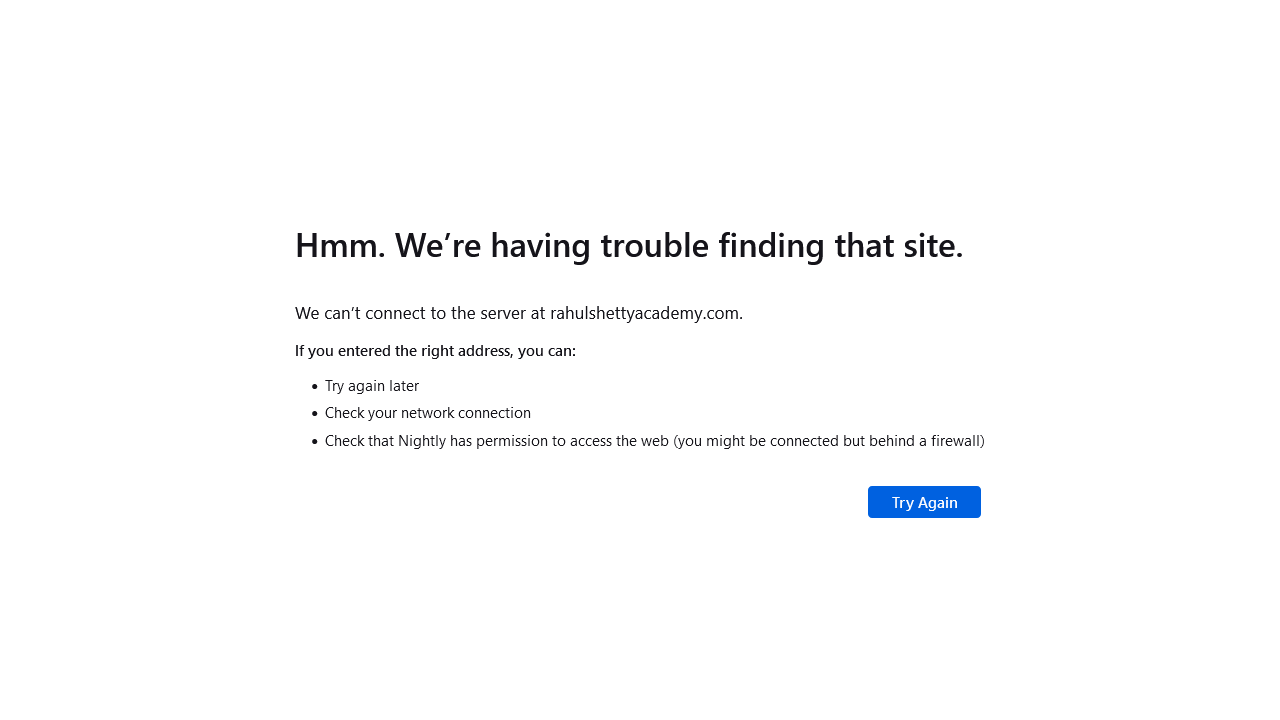 Hmm. We’re having trouble finding that site.
We can’t connect to the server at rahulshettyacademy.com.
If you entered the right address, you can:
• Try again later
• Check your network connection
• Check that Nightly has permission to access the web (you might be connected but behind a firewall)
Try Again